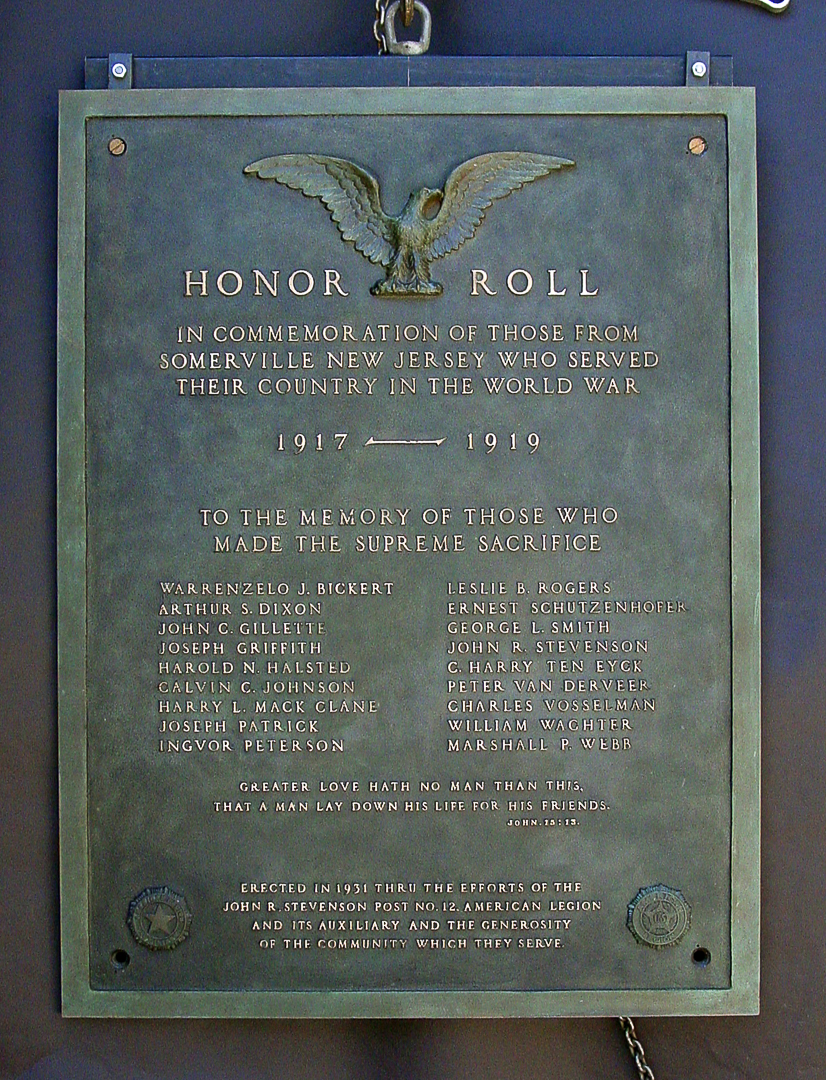 HONOR ROLL
IN COMMEMORATION OF THOSE FROM
SOMERVILLE NEW JERSEY WHO SERVED
THEIR COUNTRY IN THE WORLD WAR
1917 — 1919
TO THE MEMORY OF THOSE WHO
MADE THE SUPREME SACRIFICE
WARRENZELO J. BICKERT
ARTHUR S. DIXON
JOHN C. GILLETTE
JOSEPH GRIFFITH
HAROLD N. HALSTED
CALVIN C. JOHNSON
HARRY L. MACK CLANE
JOSEPH PATRICK
INGVOR PETERSON
LESLIE B. ROGERS
ERNEST SCHUTZENHOFER
GEORGE L. SMITH
JOHN R. STEVENSON
C. HARRY TEN EYCK
PETER VAN DERVEER
CHARLES VOSSELMAN
WILLIAM WACHTER
MARSHALL P. WEBB
GREATER LOVE HATH NO MAN THAN THIS,
THAT A MAN LAY DOWN HIS LIFE FOR HIS FRIENDS.
JOHN. 15:13.
ERECTED IN 1931 THRU THE EFFORTS OF THE
JOHN R. STEVENSON POST NO. 12. AMERICAN LEGION
AND ITS AUXILIARY AND THE GENEROSITY
OF THE COMMUNITY WHICH THEY SERVE.